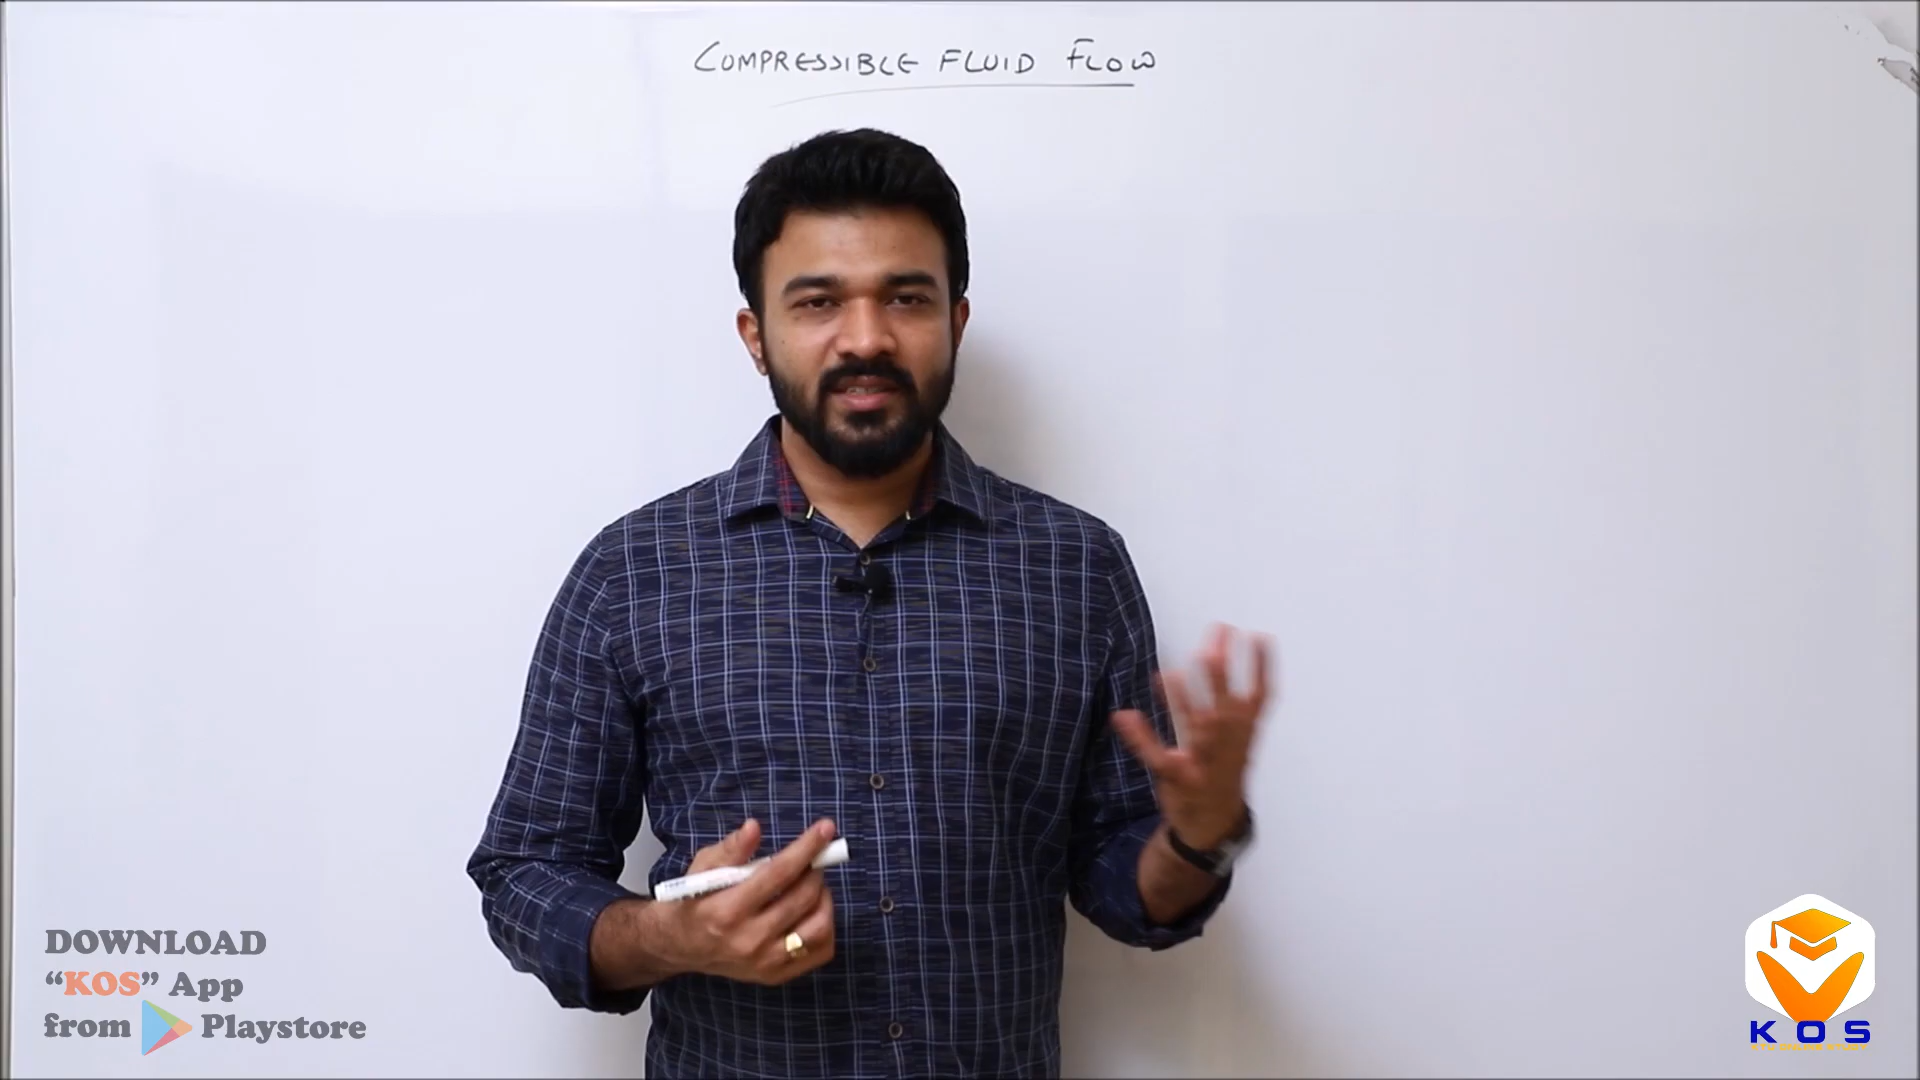 COMPRESSIBLE FLUID FLOW
DOWNLOAD
“KOS” App
from Playstore
KOS